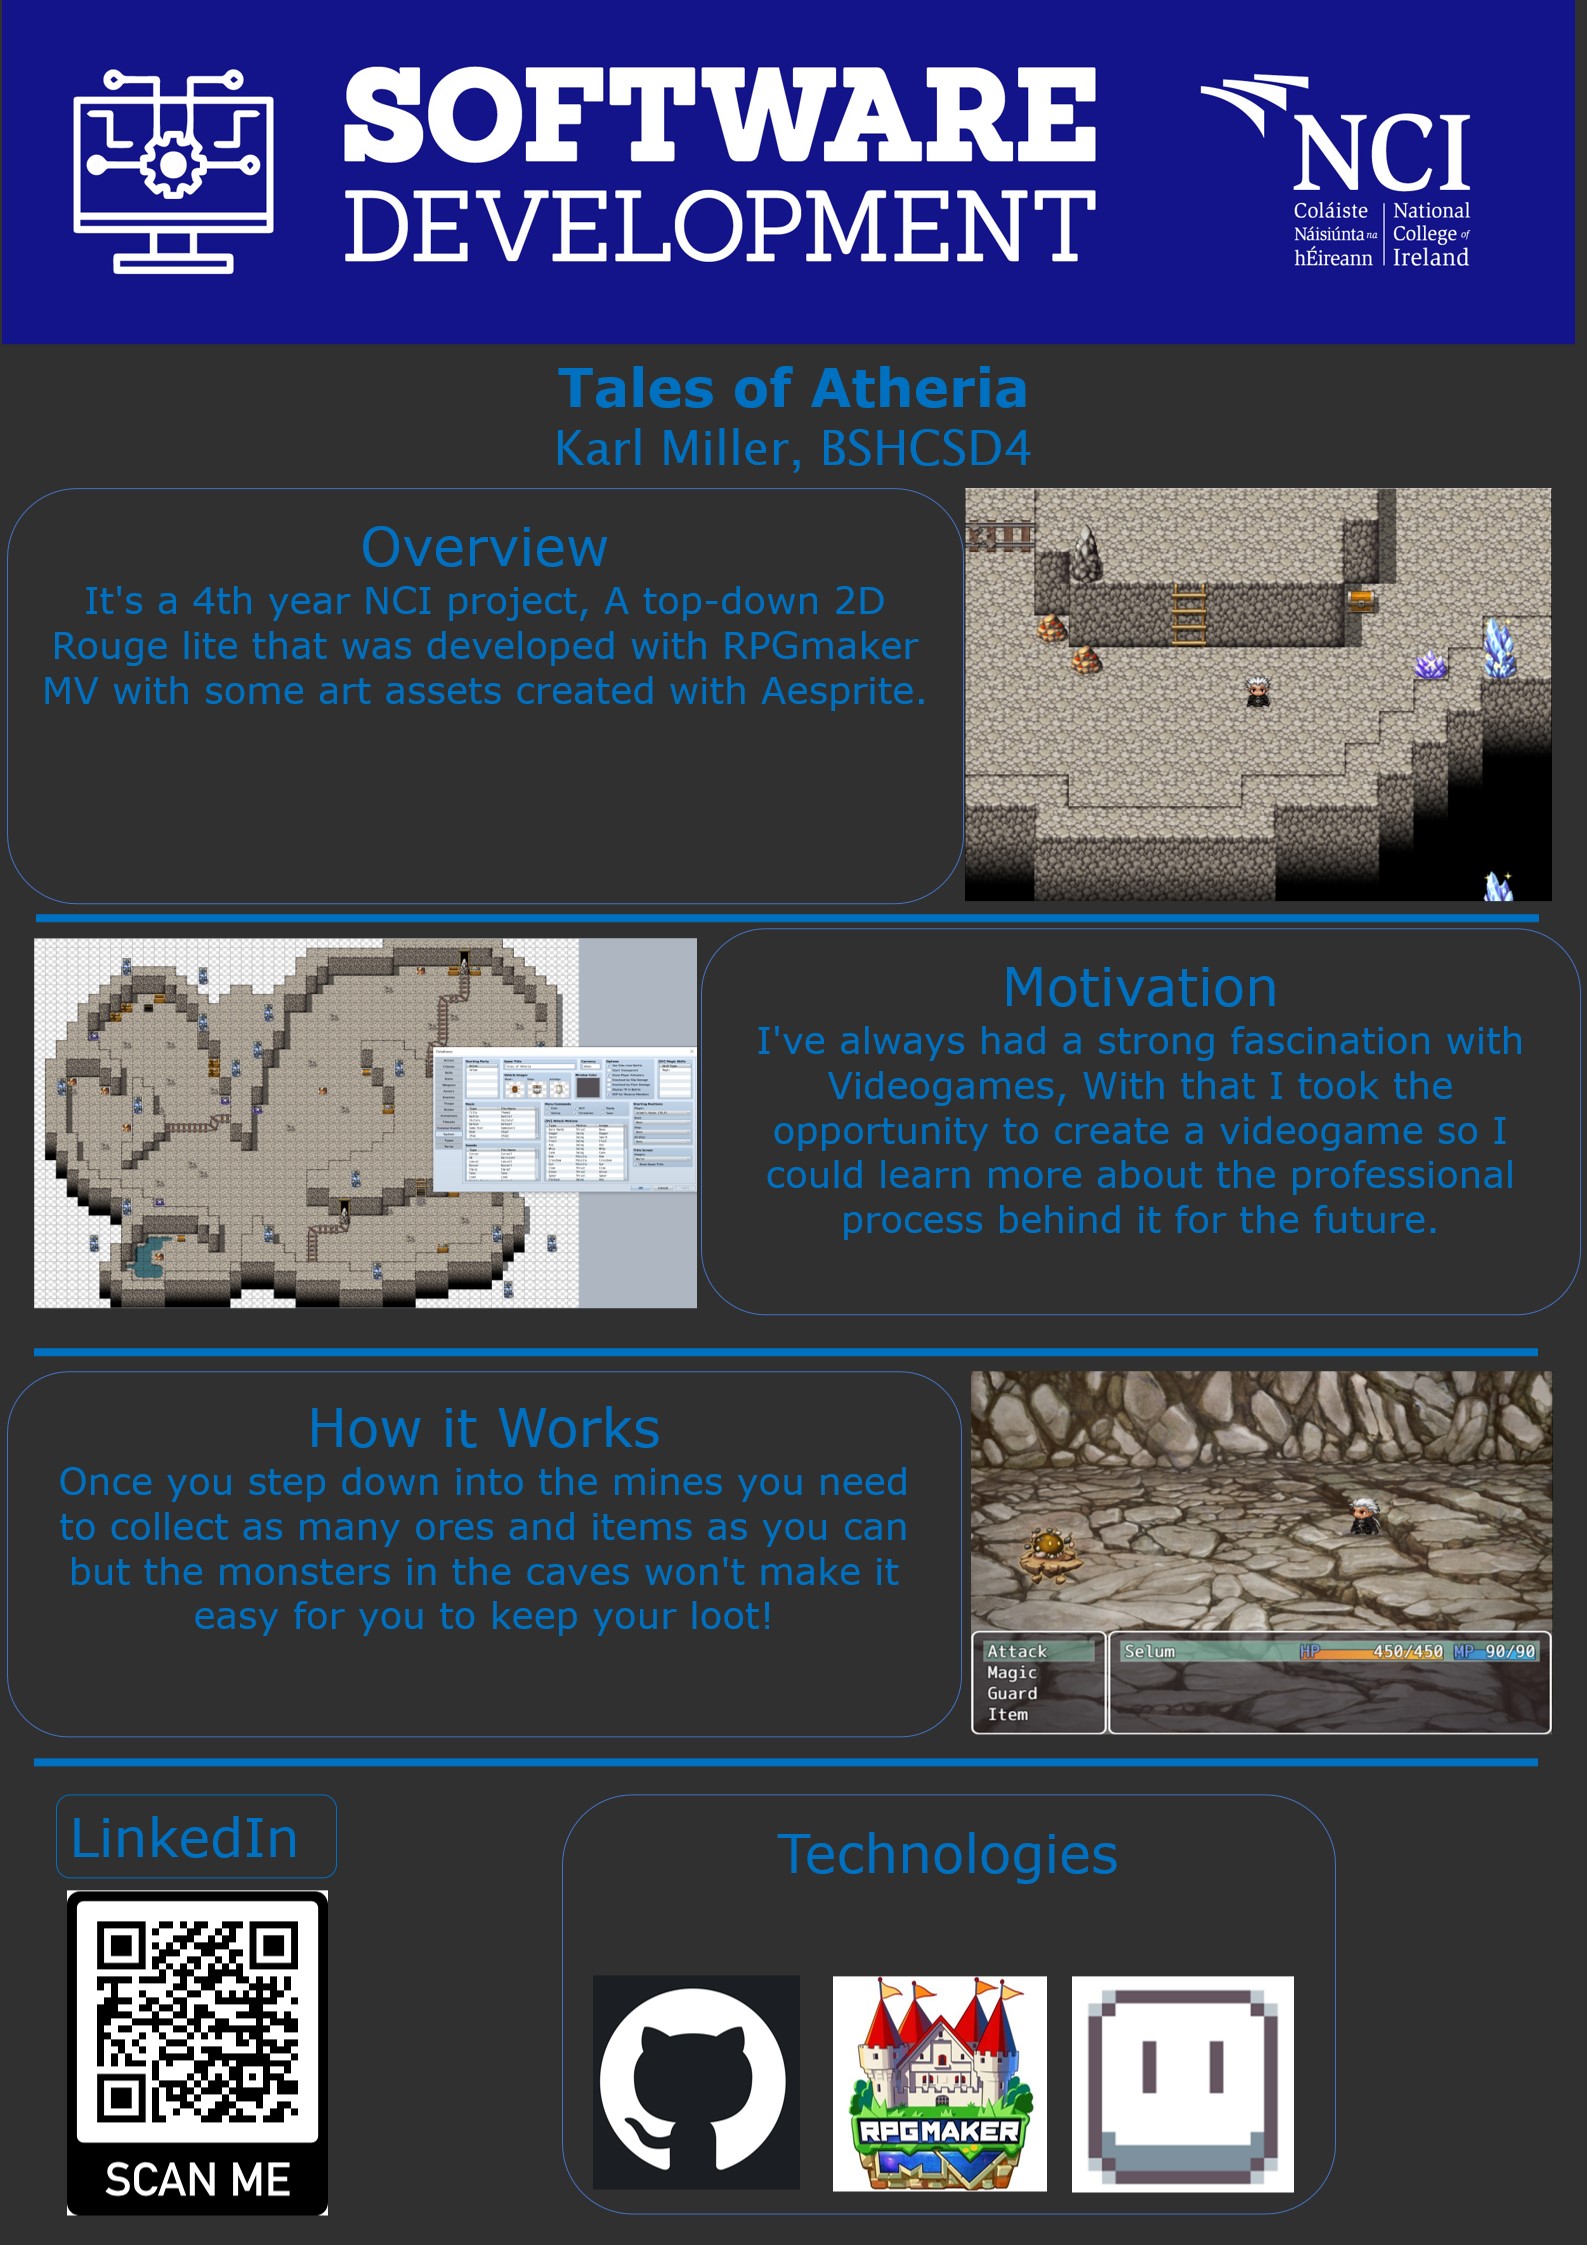 SOFTWARE
DEVELOPMENT
NCI
Coláiste
Náisiúnta na
hÉireann
National
College of
Ireland
Tales of Atheria
Karl Miller, BSHCSD4
Overview
It's a 4th year NCI project, A top-down 2D
Rouge lite that was developed with RPGmaker
MV with some art assets created with Aesprite.
Motivation
I've always had a strong fascination with
Videogames, With that I took the
opportunity to create a videogame so I
could learn more about the professional
process behind it for the future.
How it Works
Once you step down into the mines you need
to collect as many ores and items as you can
but the monsters in the caves won't make it
easy for you to keep your loot!
Attack
Magic
Guard
Item
Selum HP 450/450 MP 90/90
LinkedIn
SCAN ME
Technologies
RPGMAKER
MV